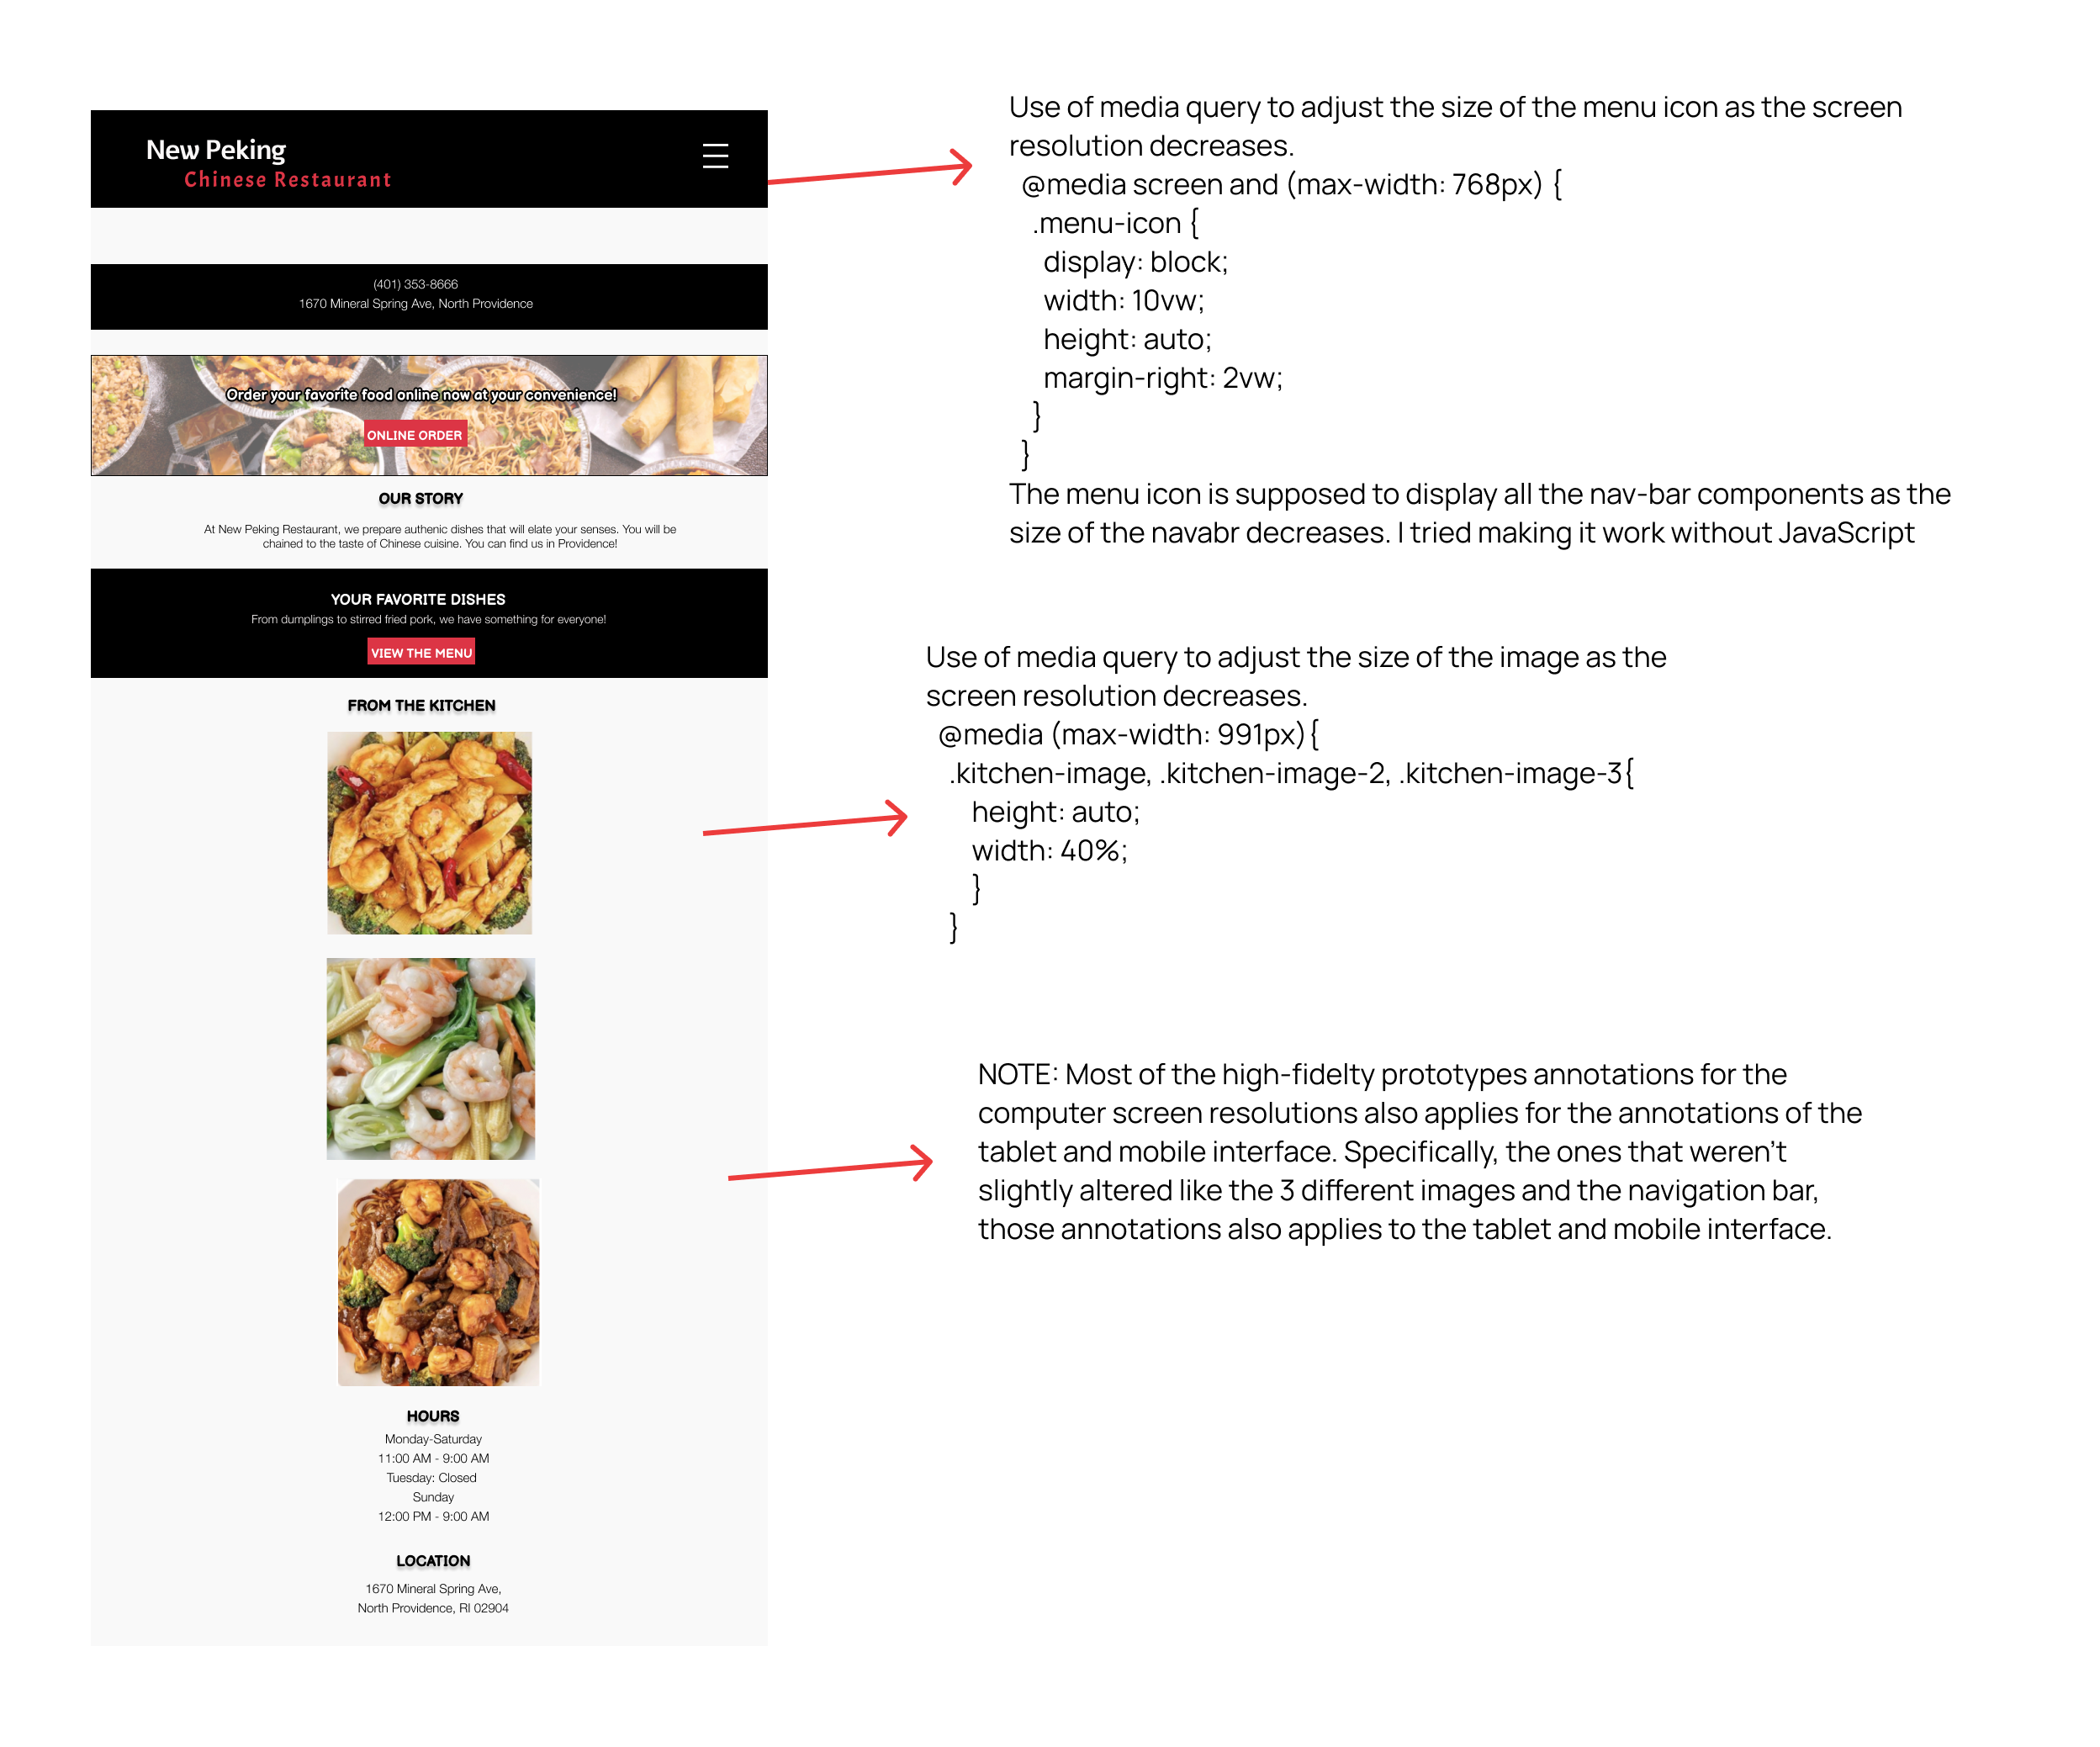 New Peking
Chinese Restaurant
(401) 353-8666
1670 Mineral Spring Ave, North Providence
Order your favorite food online now at your convenience!
ONLINE ORDER
OUR STORY
At New Peking Restaurant, we prepare authenic dishes that will elate your senses. You will be
chained to the taste of Chinese cuisine. You can find us in Providence!
YOUR FAVORITE DISHES
From dumplings to stirred fried pork, we have something for everyone!
VIEW THE MENU
FROM THE KITCHEN
HOURS
Monday-Saturday
11:00 AM - 9:00 AM
Tuesday: Closed
Sunday
12:00 PM - 9:00 AM
LOCATION
1670 Mineral Spring Ave,
North Providence, RI 02904
Use of media query to adjust the size of the menu icon as the screen
resolution decreases.
@media screen and (max-width: 768px) {
.menu-icon {
display: block;
width: 10vw;
height: auto;
margin-right: 2vw;
}
}
The menu icon is supposed to display all the nav-bar components as the
size of the navabr decreases. I tried making it work without JavaScript
Use of media query to adjust the size of the image as the
screen resolution decreases.
@media (max-width: 991px){
.kitchen-image, .kitchen-image-2, .kitchen-image-3{
height: auto;
width: 40%;
}
}
NOTE: Most of the high-fidelty prototypes annotations for the
computer screen resolutions also applies for the annotations of the
tablet and mobile interface. Specifically, the ones that weren't
slightly altered like the 3 different images and the navigation bar,
those annotations also applies to the tablet and mobile interface.